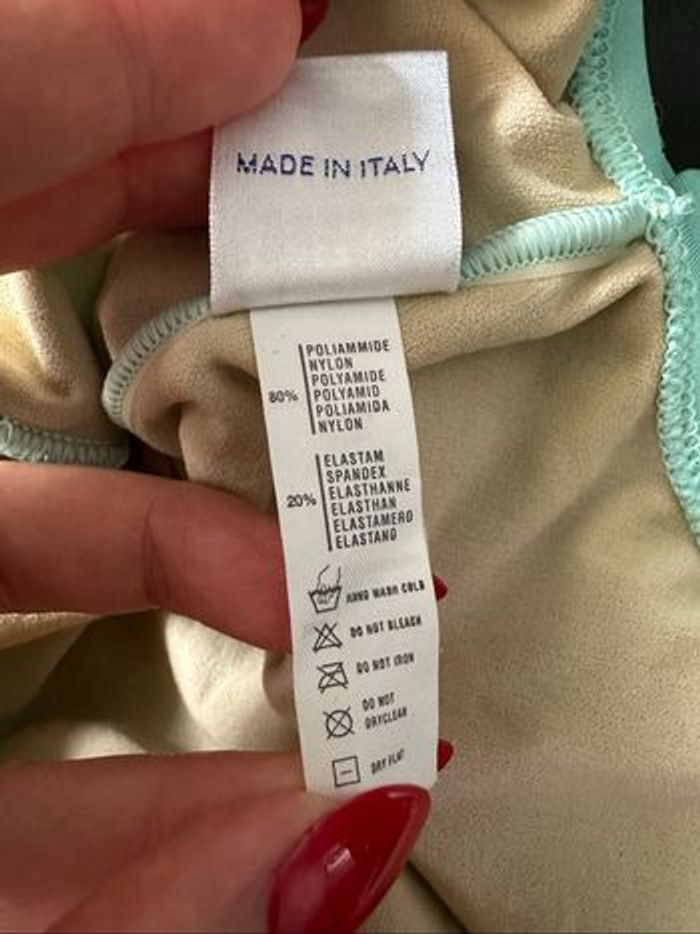 MADE IN ITALY
80%
POLIAMMIDE
NYLON
POLYAMIDE
POLYAMID
POLIAMIDA
NYLON
20%
ELASTAM
SPANDEX
ELASTHANNE
ELASTHAN
ELASTAMERO
ELASTANO
HAND WASH COLD
DO NOT BLEACH
DO NOT IRON
DO NOT
DRYCLEAN
DRY FLAT